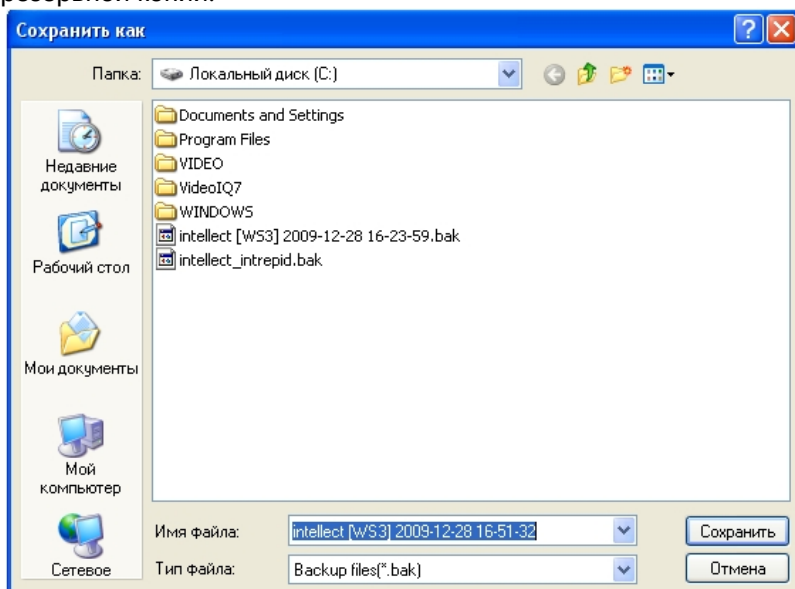 резервной копии.
Сохранить как
Папка:
Локальный диск (C:)
Documents and Settings
Program Files
VIDEO
VideoIQ7
WINDOWS
intellect [WS3] 2009-12-28 16-23-59.bak
intellect_intrepid.bak
Недавние
документы
Рабочий стол
Мои документы
Мой
компьютер
Сетевое
Имя файла:
intellect [WS3] 2009-12-28 16-51-32
Сохранить
Тип файла:
Backup files(*.bak)
Отмена